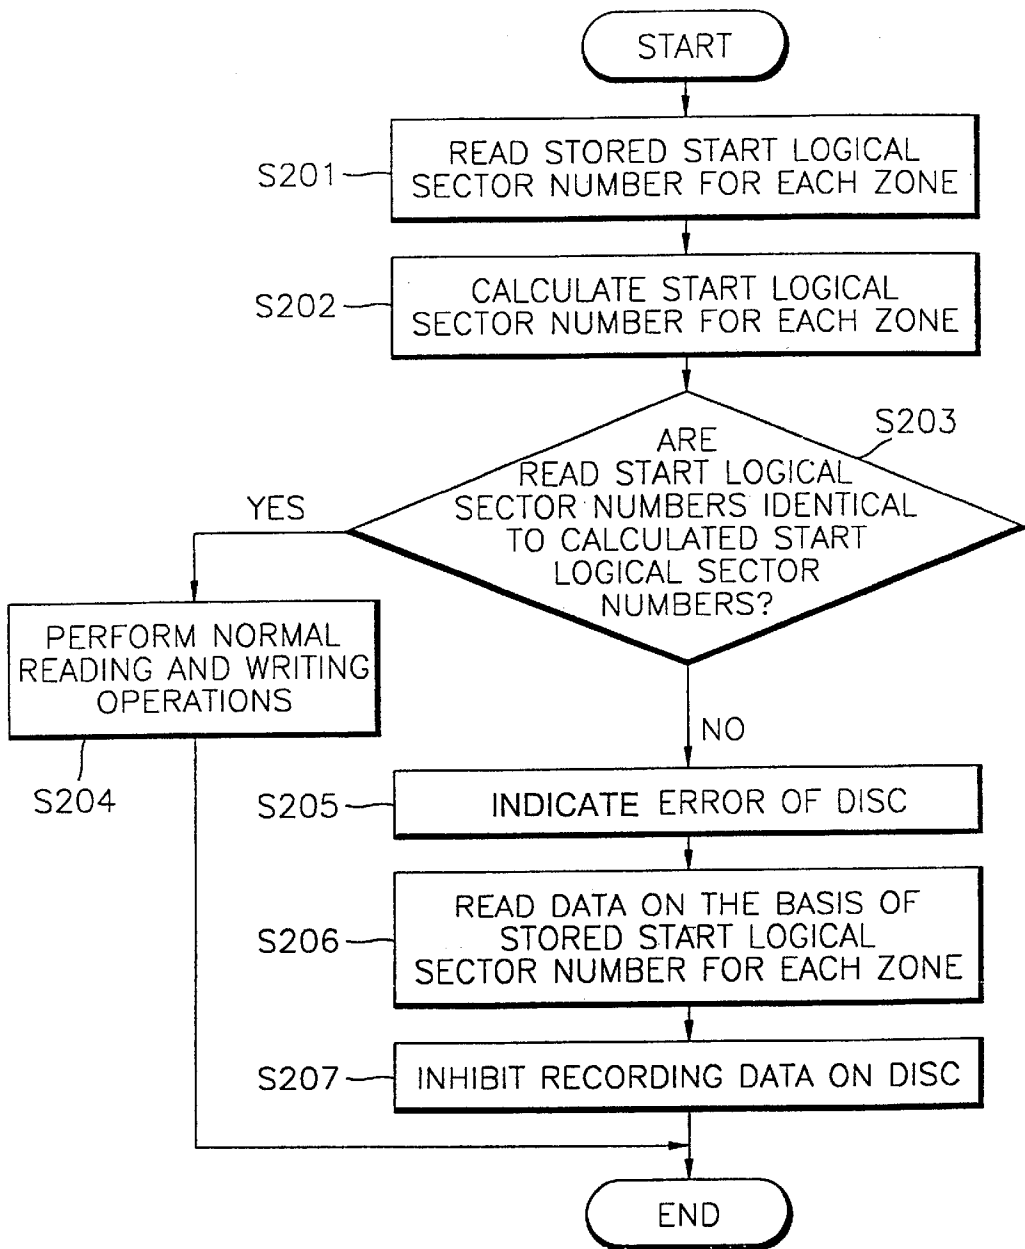 START
READ STORED START LOGICAL
SECTOR NUMBER FOR EACH ZONE
S201
CALCULATE START LOGICAL
SECTOR NUMBER FOR EACH ZONE
S202
S203
ARE
READ START LOGICAL
SECTOR NUMBERS IDENTICAL
TO CALCULATED START
LOGICAL SECTOR
NUMBERS?
YES
PERFORM NORMAL
READING AND WRITING
OPERATIONS
S204
NO
S205
INDICATE ERROR OF DISC
READ DATA ON THE BASIS OF
STORED START LOGICAL
SECTOR NUMBER FOR EACH ZONE
S206
S207
INHIBIT RECORDING DATA ON DISC
END